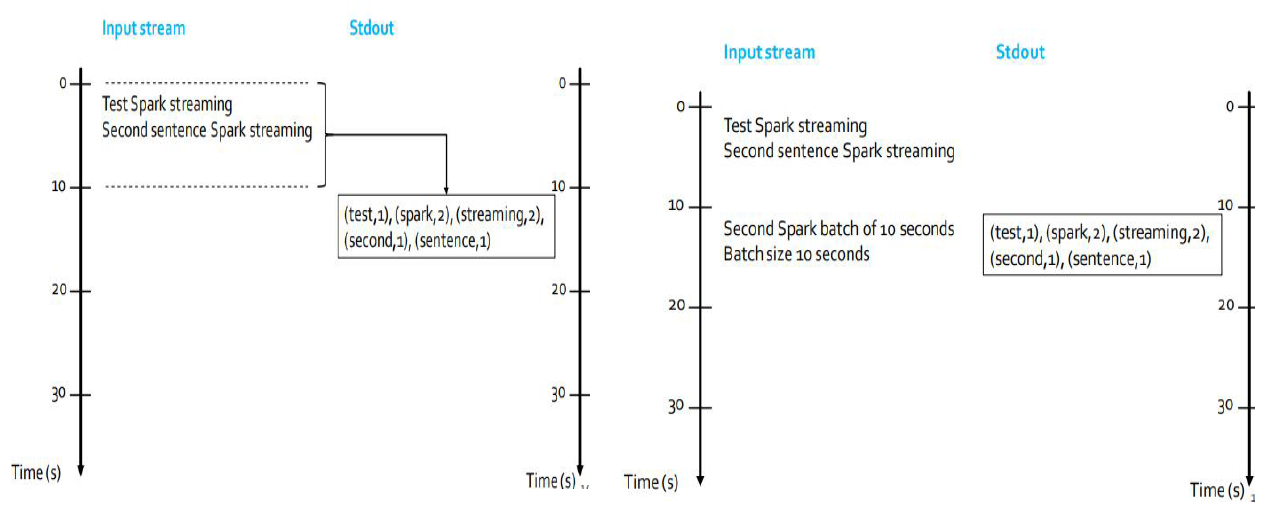 Input stream
Stdout
0
0
Test Spark streaming
Second sentence Spark streaming
10
10
(test,1), (spark,2), (streaming,2),
(second,1), (sentence,1)
20
20
30
30
Time (s)
Time (s)
Input stream
Stdout
0
0
Test Spark streaming
Second sentence Spark streaming
10
10
Second Spark batch of 10 seconds
Batch size 10 seconds
(test,1), (spark,2), (streaming,2),
(second,1), (sentence,1)
20
20
30
30
Time (s)
Time (s)